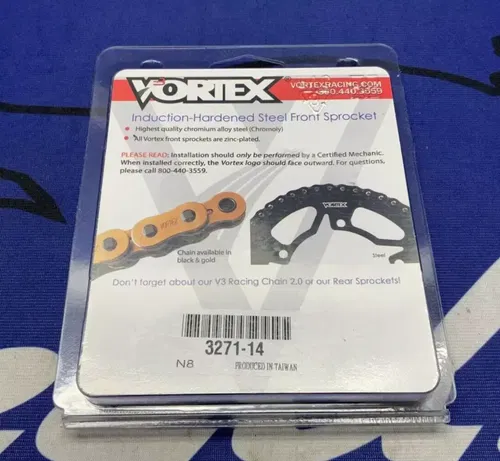 VORTEX
VORTEXRACING.COM
800.440.3559
Induction-Hardened Steel Front Sprocket
Highest quality chromium alloy steel (Chromoly)
All Vortex front sprockets are zinc-plated.
PLEASE READ: Installation should only be performed by a Certified Mechanic.
When installed correctly, the Vortex logo should face outward. For questions,
please call 800-440-3559.
VORTEX
Chain available in
black & gold
Steel
Don't forget about our V3 Racing Chain 2.0 or our Rear Sprockets!
3271-14
N8
PRODUCED IN TAIWAN